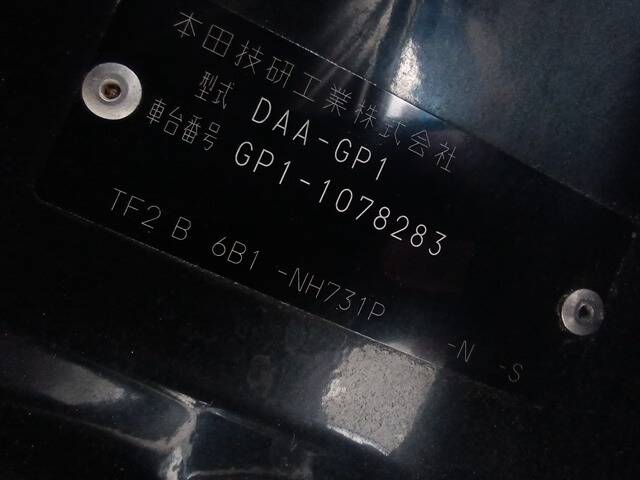 本田技研工業株式会社
型式 DAA-GP1
車台番号 GP1-1078283
TF2 B 6B1 -NH731P -N -S